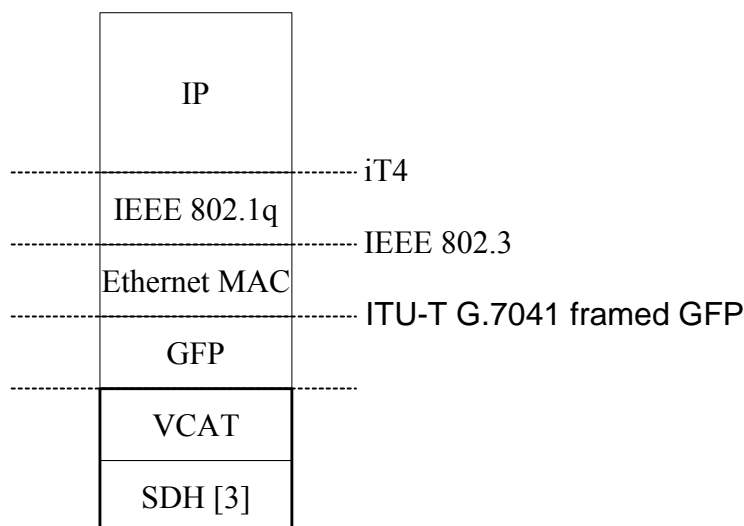 IP
iT4
IEEE 802.1q
IEEE 802.3
Ethernet MAC
ITU-T G.7041 framed GFP
GFP
VCAT
SDH [3]